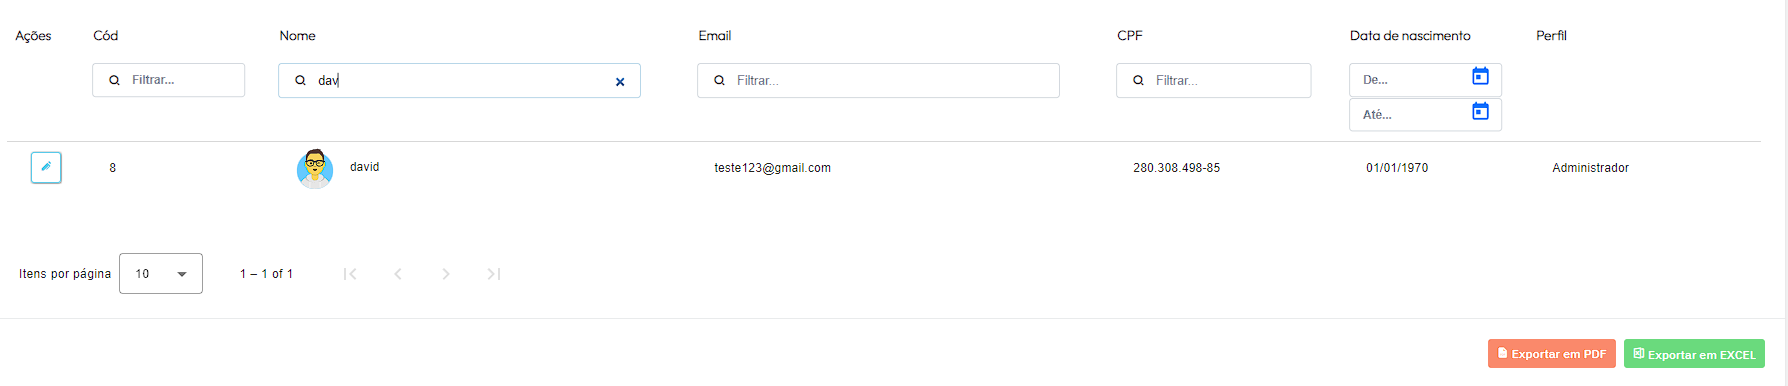 Ações Cód Nome Email CPF Data de nascimento Perfil
Filtrar... dav Filtrar... Filtrar... De...
Até...
8 david teste123@gmail.com 280.308.498-85 01/01/1970 Administrador
Itens por página 10 1 – 1 of 1
Exportar em PDF Exportar em EXCEL